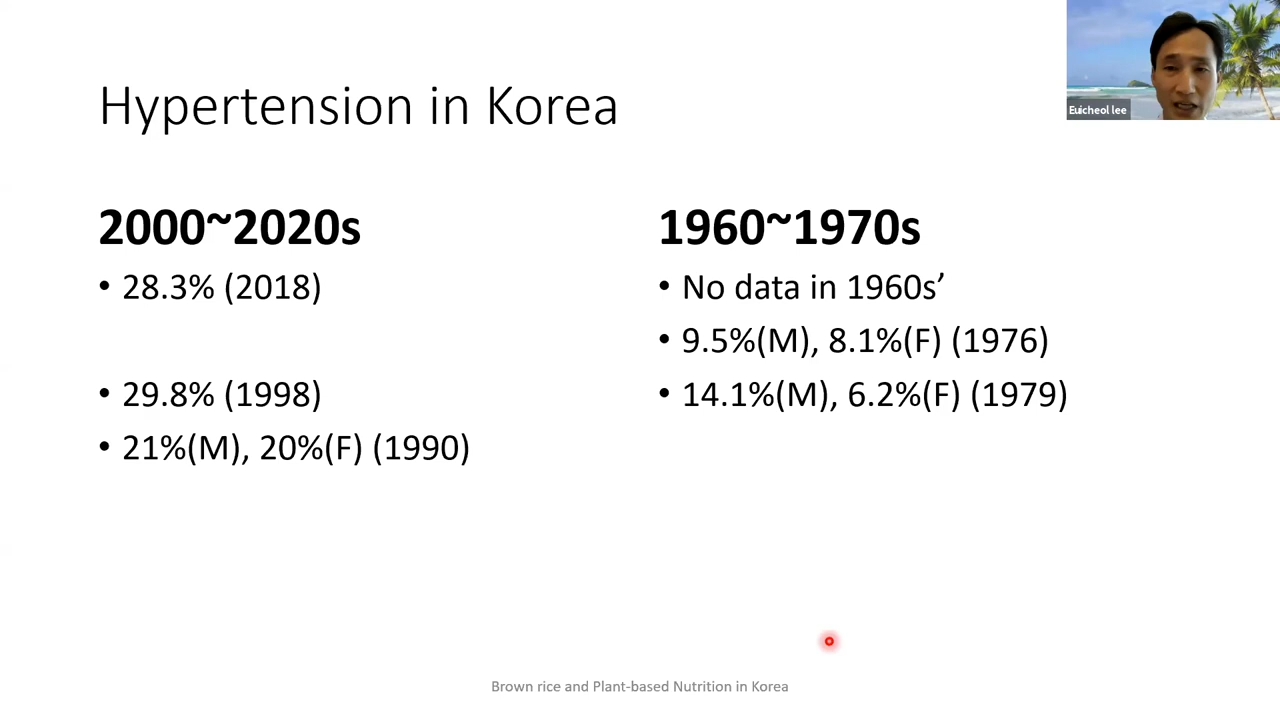 Euicheol lee
Hypertension in Korea
2000~2020s
• 28.3% (2018)
• 29.8% (1998)
• 21%(M), 20%(F) (1990)
1960~1970s
• No data in 1960s’
• 9.5%(M), 8.1%(F) (1976)
• 14.1%(M), 6.2%(F) (1979)
Brown rice and Plant-based Nutrition in Korea